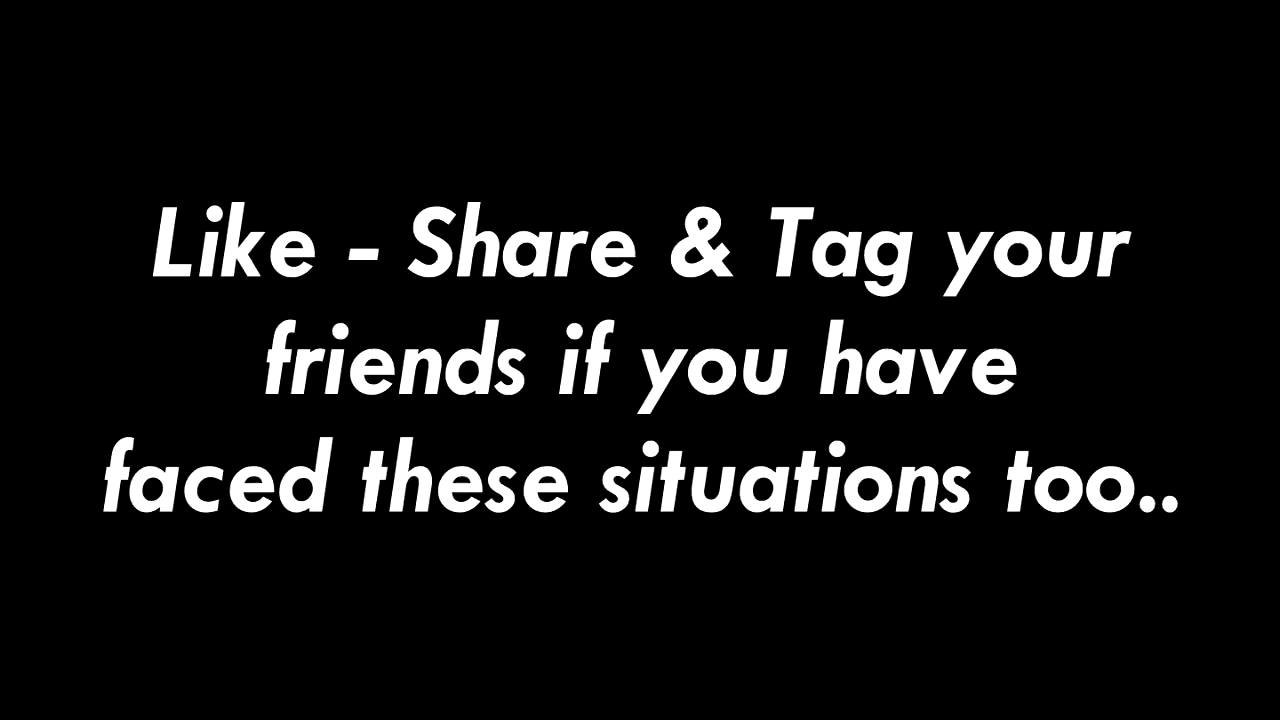 Like - Share & Tag your
friends if you have
faced these situations too..